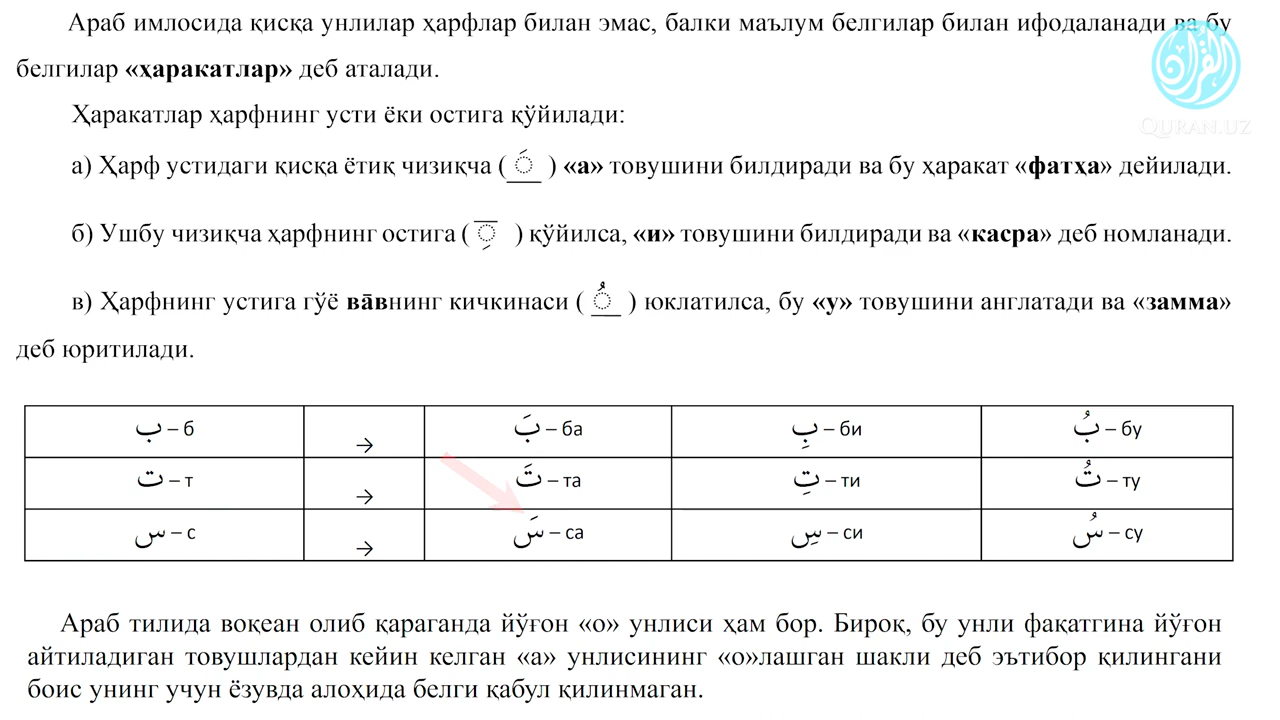 Араб имлосида қисқа унлилар ҳарфлар билан эмас, балки маълум белгилар билан ифодаланади ва бу
белгилар «ҳаракатлар» деб аталади.
QURAN.UZ
Ҳаракатлар ҳарфнинг усти ёки остига қўйилади:
а) Ҳарф устидаги қисқа ётиқ чизиқча ( َ ) «а» товушини билдиради ва бу ҳаракат «фатҳа» дейилади.
б) Ушбу чизиқча ҳарфнинг остига ( ِ ) қўйилса, «и» товушини билдиради ва «касра» деб номланади.
в) Ҳарфнинг устига гўё вāвнинг кичкинаси ( ُ ) юклатилса, бу «у» товушини англатади ва «замма»
деб юритилади.
ب – б → بَ – ба بِ – би بُ – бу
ت – т → تَ – та تِ – ти تُ – ту
س – с → سَ – са سِ – си سُ – су
Араб тилида воқеан олиб қараганда йўғон «о» унлиси ҳам бор. Бироқ, бу унли фақатгина йўғон
айтиладиган товушлардан кейин келган «а» унлисининг «о»лашган шакли деб эътибор қилингани
боис унинг учун ёзувда алоҳида белги қабул қилинмаган.